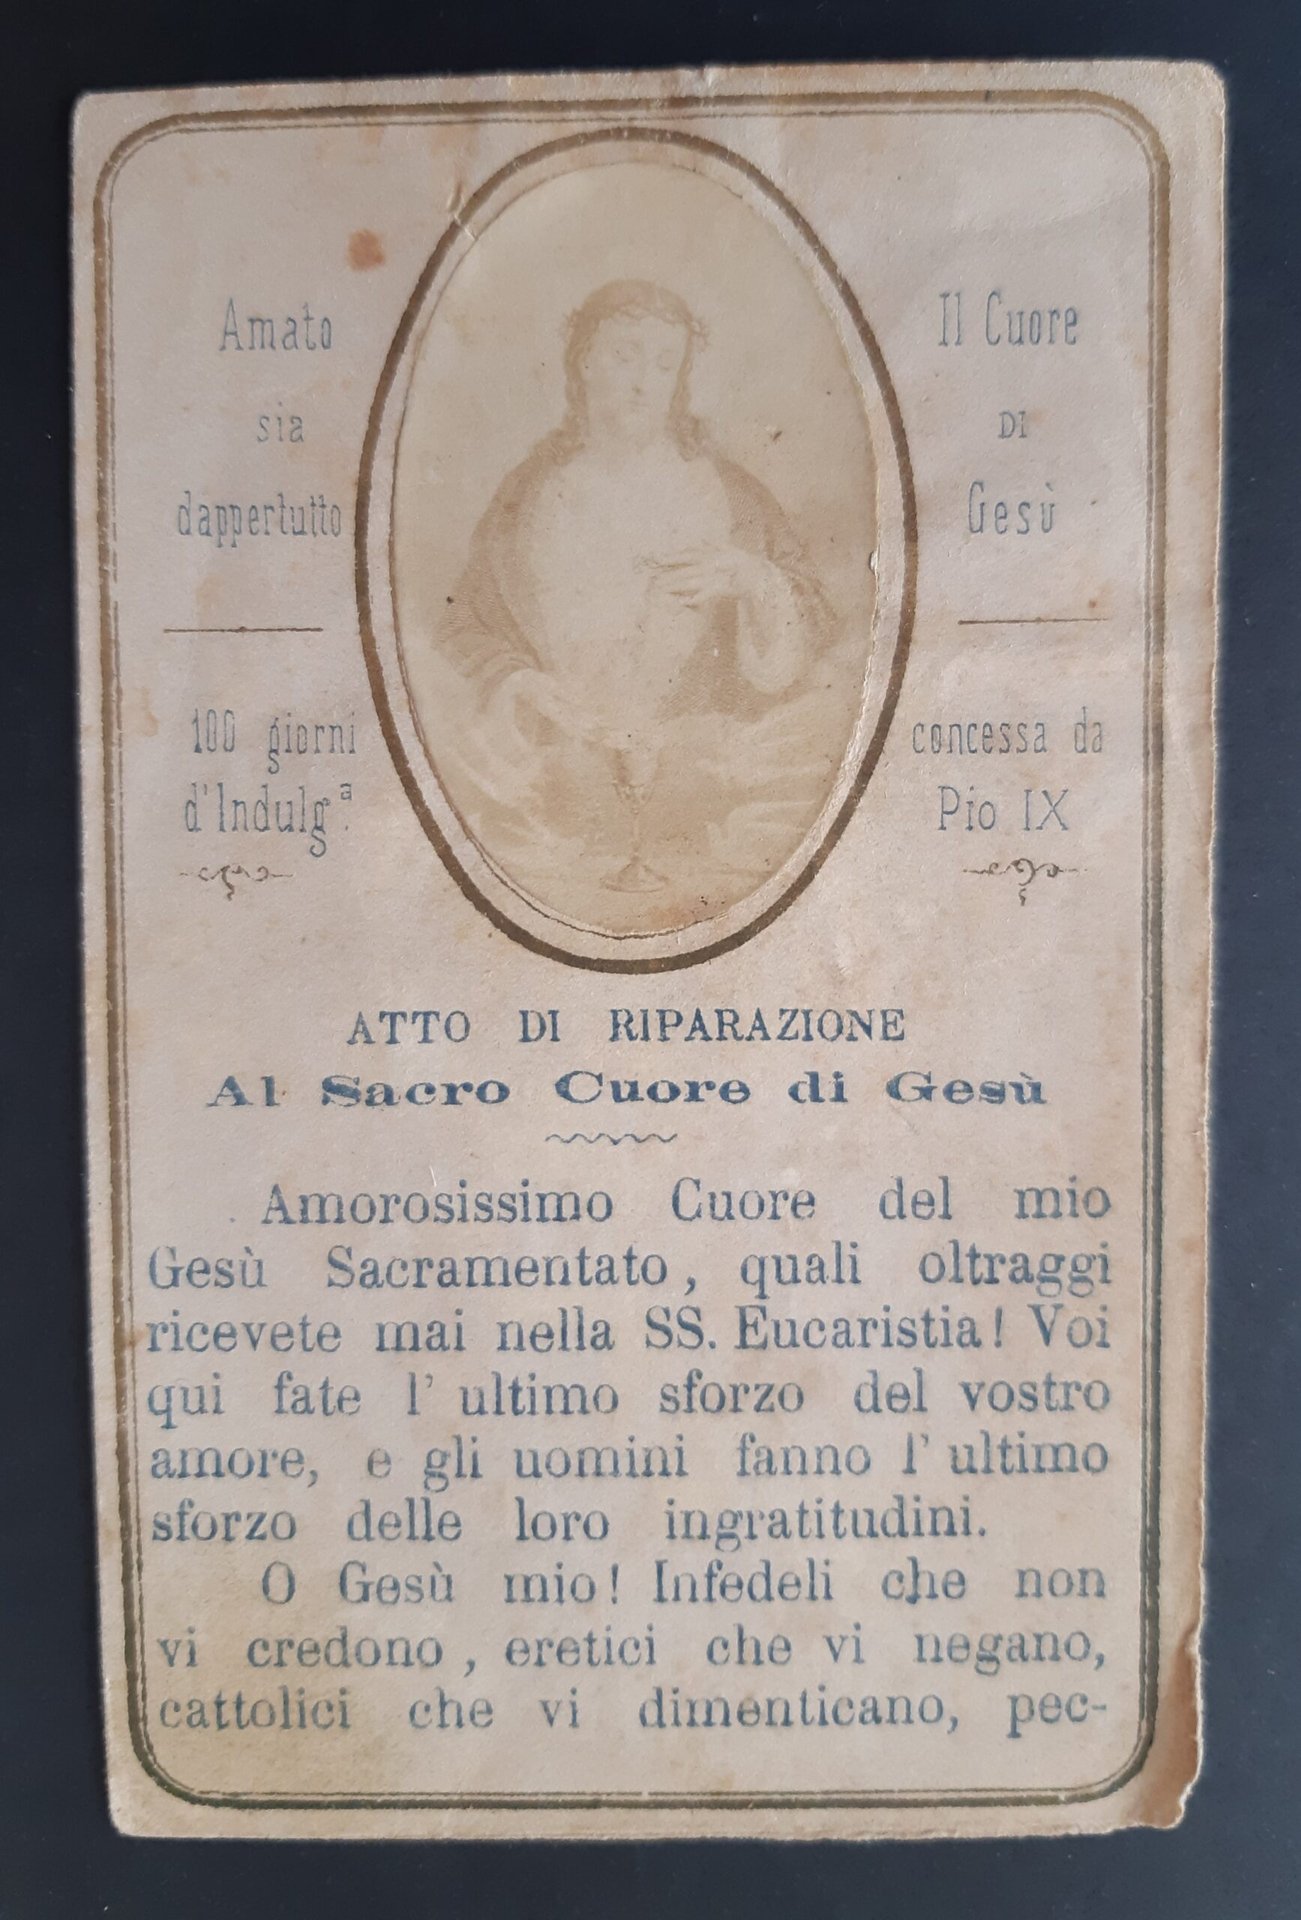 Amato
sia
dappertutto
Il Cuore
DI
Gesù
100 giorni
d'Indulgª.
concessa da
Pio IX
ATTO DI RIPARAZIONE
Al Sacro Cuore di Gesù
Amorosissimo Cuore del mio
Gesù Sacramentato, quali oltraggi
ricevete mai nella SS. Eucaristia! Voi
qui fate l' ultimo sforzo del vostro
amore, e gli uomini fanno l' ultimo
sforzo delle loro ingratitudini.
O Gesù mio! Infedeli che non
vi credono, eretici che vi negano,
cattolici che vi dimenticano, pec-